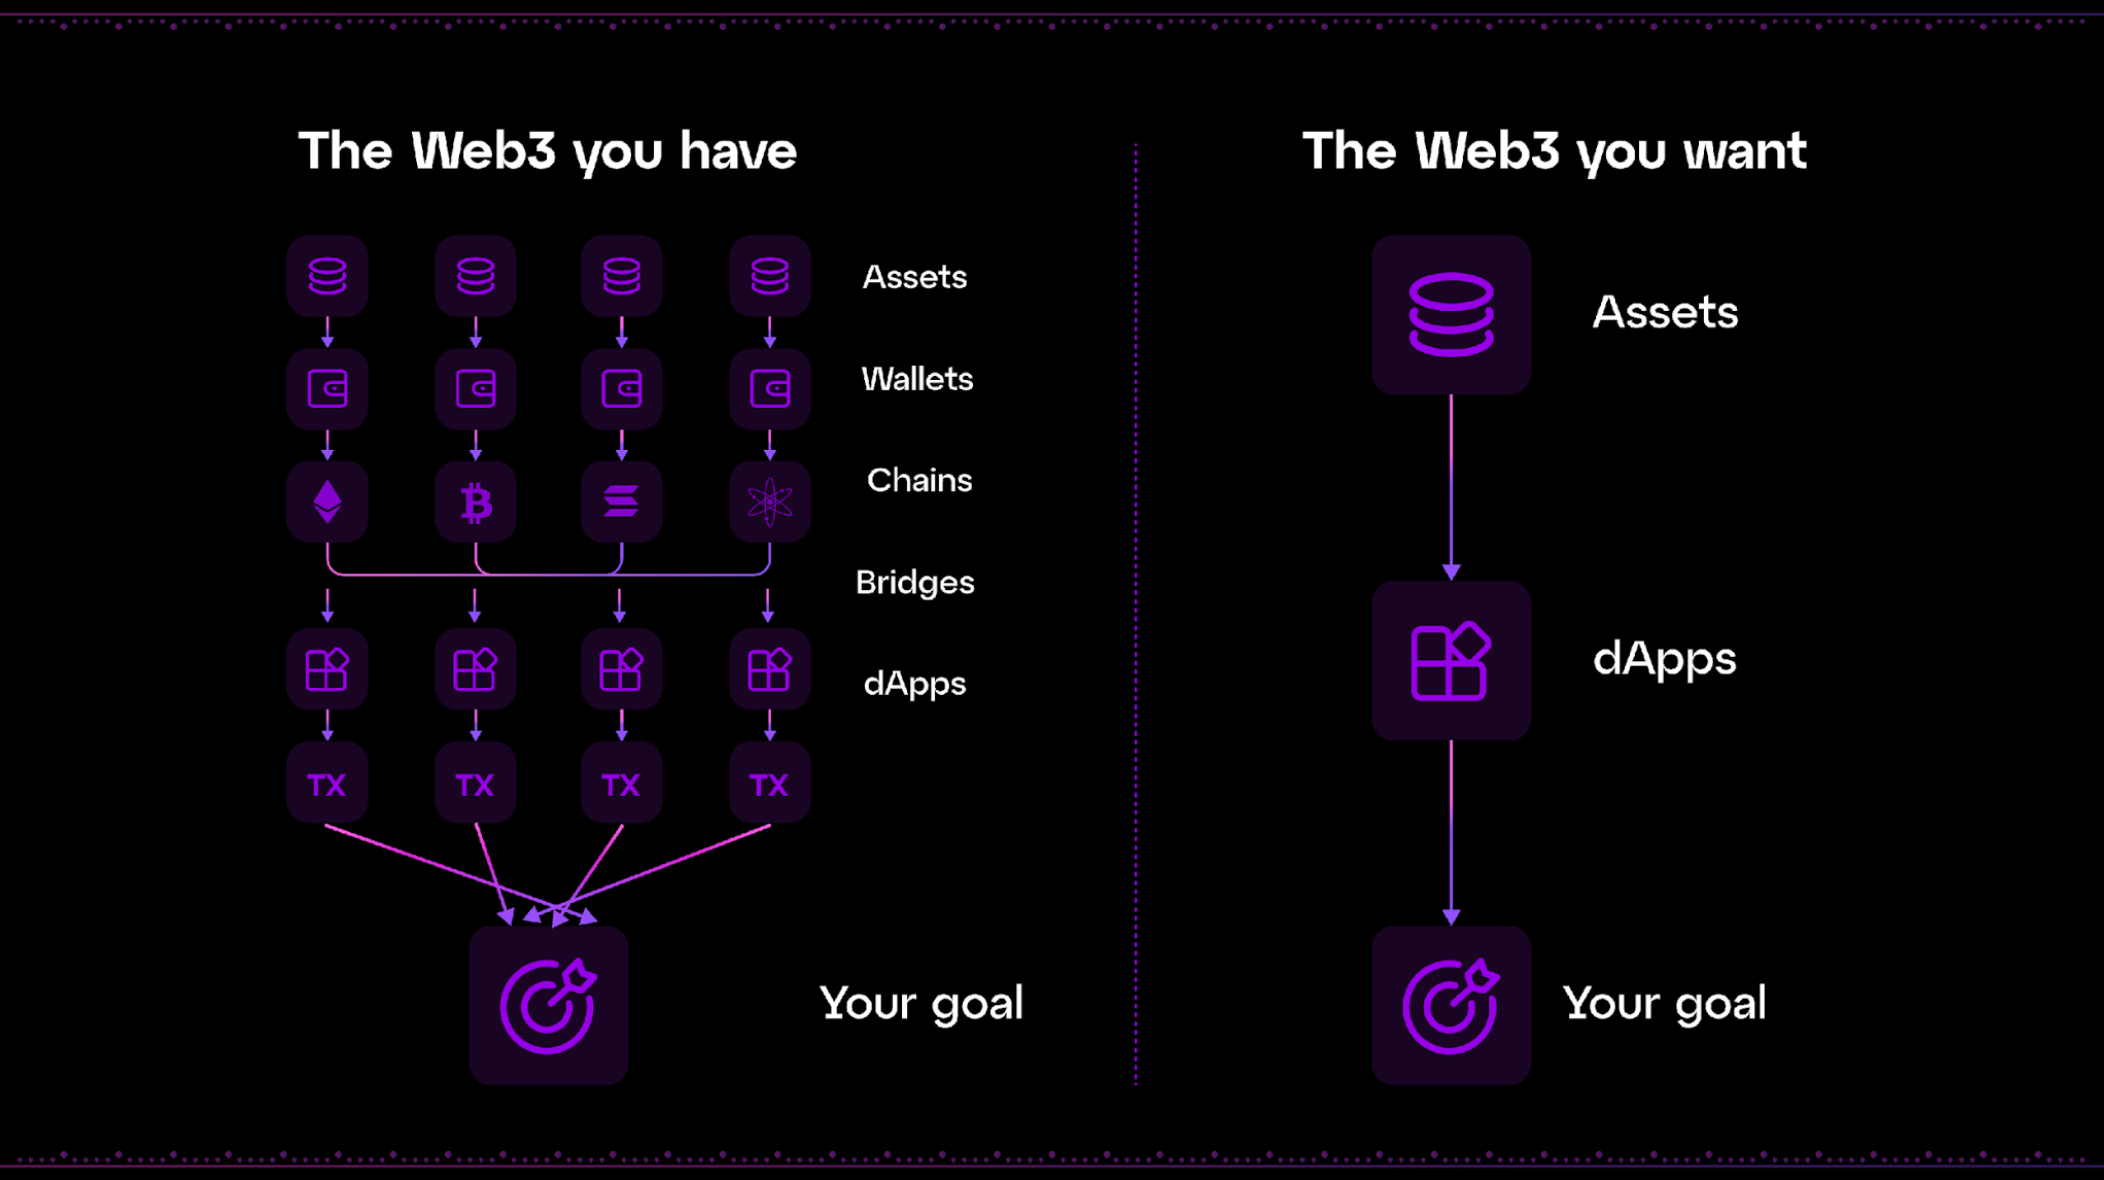 The Web3 you have
Assets
Wallets
Chains
Bridges
dApps
TX TX TX TX
Your goal
The Web3 you want
Assets
dApps
Your goal